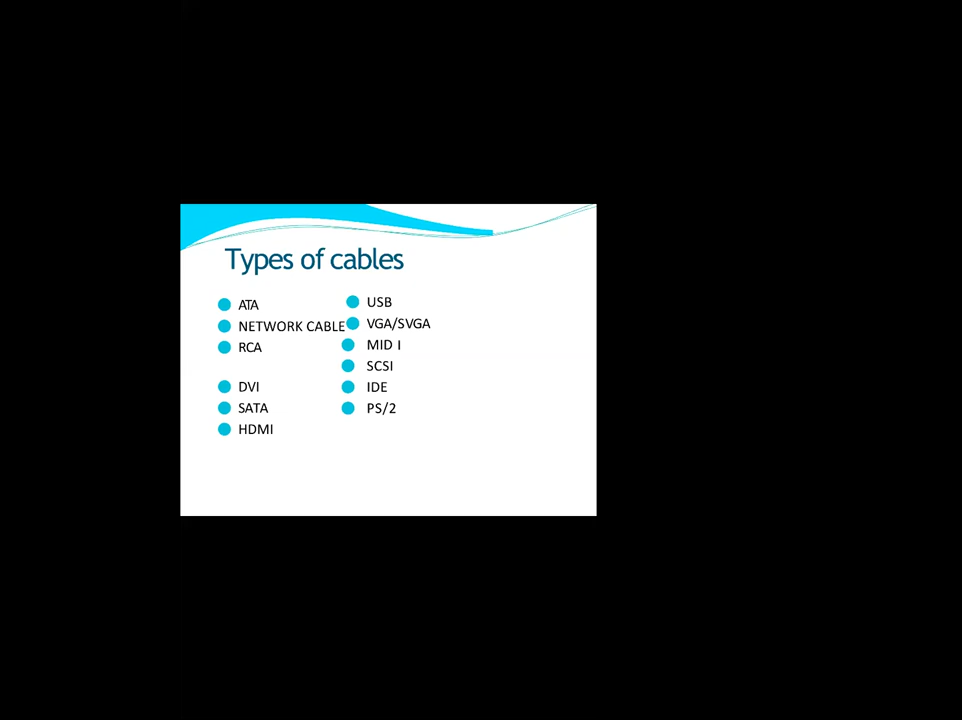 Types of cables
ATA
NETWORK CABLE
RCA
DVI
SATA
HDMI
USB
VGA/SVGA
MID I
SCSI
IDE
PS/2